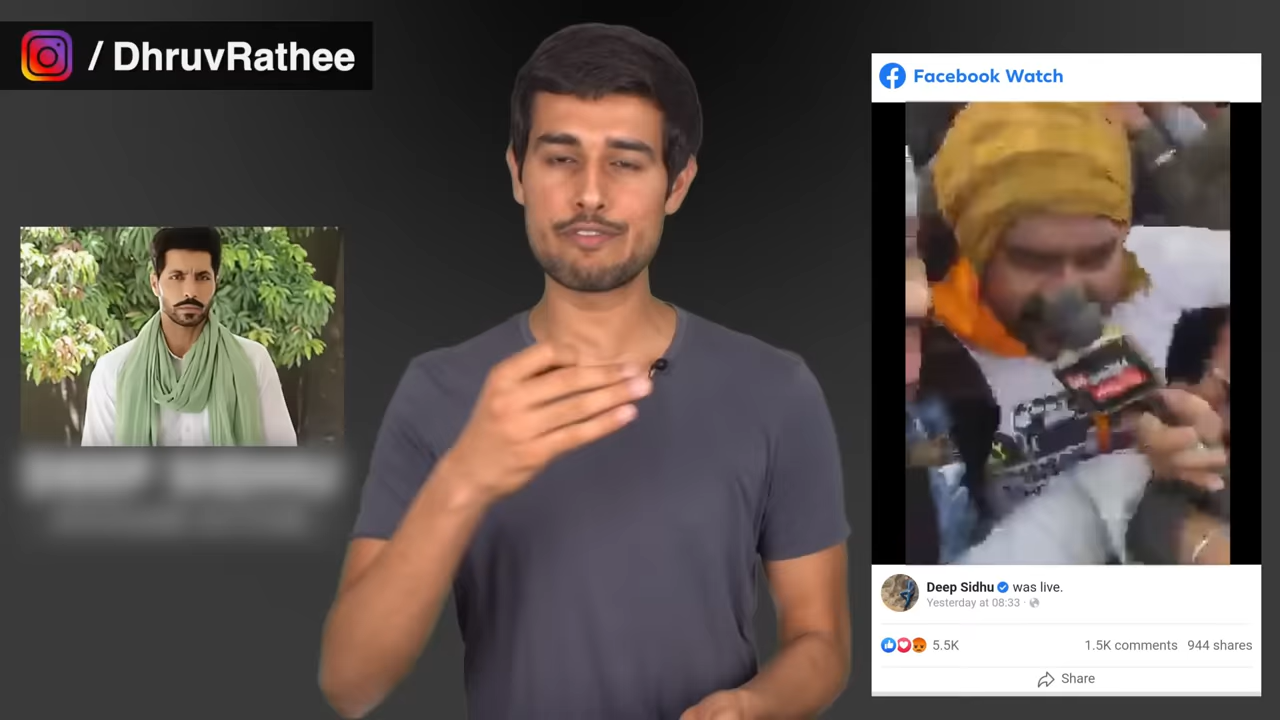 / DhruvRathee
Facebook Watch
Deep Sidhu was live.
Yesterday at 08:33 ·
5.5K
1.5K comments 944 shares
Share